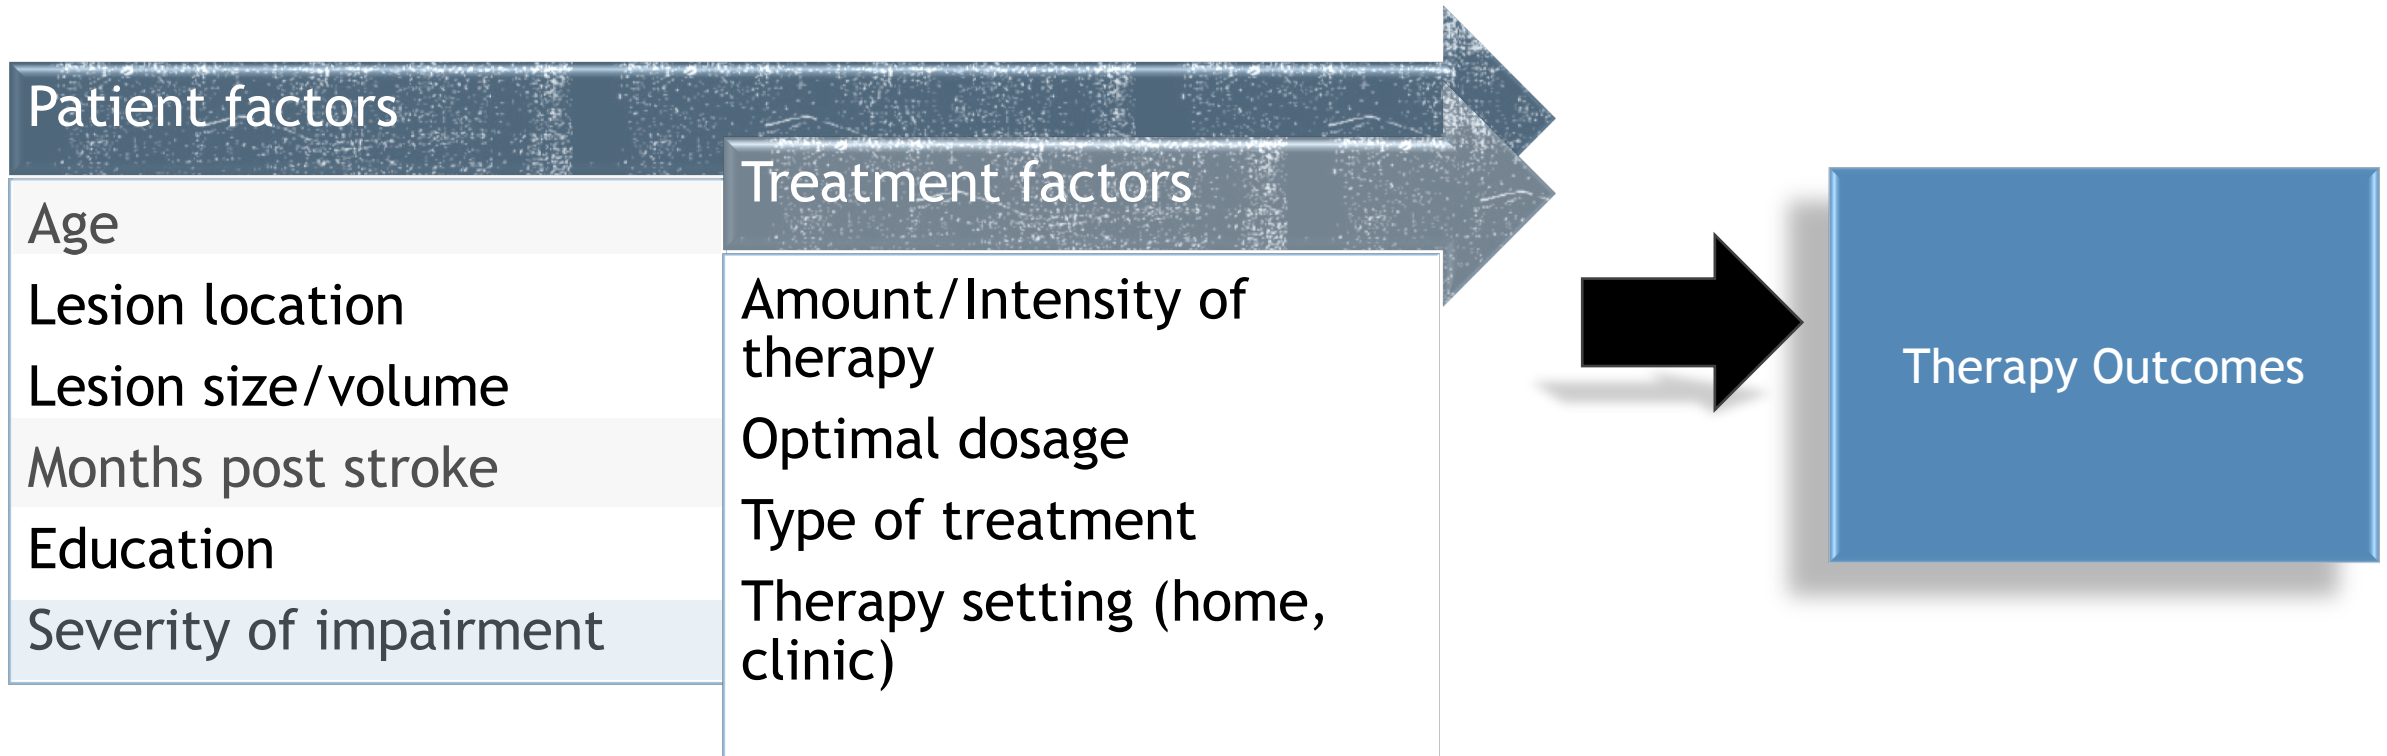 Patient factors
Age
Lesion location
Lesion size/volume
Months post stroke
Education
Severity of impairment
Treatment factors
Amount/Intensity of
therapy
Optimal dosage
Type of treatment
Therapy setting (home,
clinic)
Therapy Outcomes